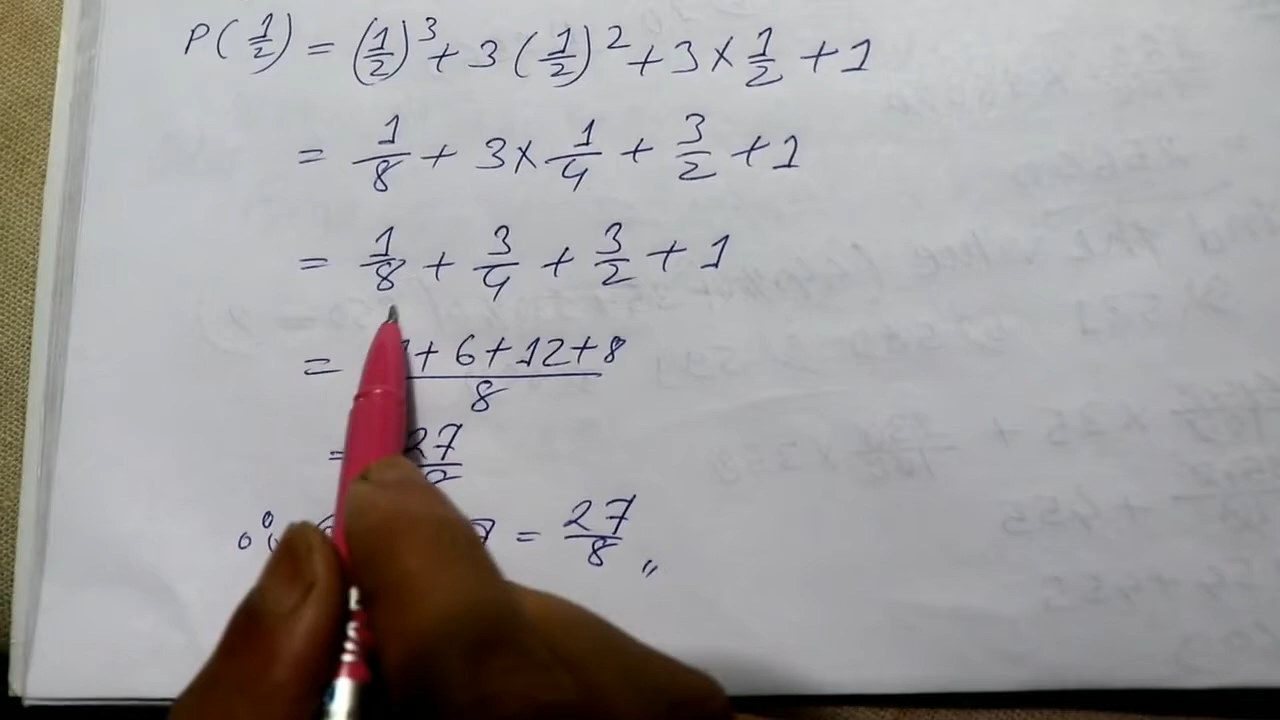 P(1/2) = (1/2)³ + 3(1/2)² + 3 × 1/2 + 1
= 1/8 + 3 × 1/4 + 3/2 + 1
= 1/8 + 3/4 + 3/2 + 1
= + 6 + 12 + 8 / 8
= 27/8
= 27/8 〃